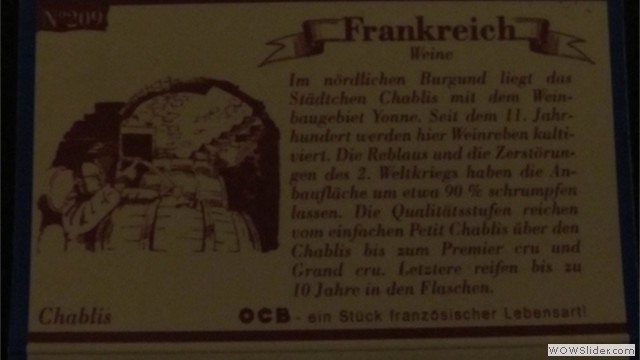 No 209
Frankreich
Weine
Im nördlichen Burgund liegt das
Städtchen Chablis mit dem Wein-
baugebiet Yonne. Seit dem 11. Jahr-
hundert werden hier Weinreben kulti-
viert. Die Reblaus und die Zerstörun-
gen des 2. Weltkriegs haben die An-
baufläche um etwa 90 % schrumpfen
lassen. Die Qualitätsstufen reichen
vom einfachen Petit Chablis über den
Chablis bis zum Premier cru und
Grand cru. Letztere reifen bis zu
10 Jahre in den Flaschen.
Chablis
OCB - ein Stück französischer Lebensart!
WOWSlider.com